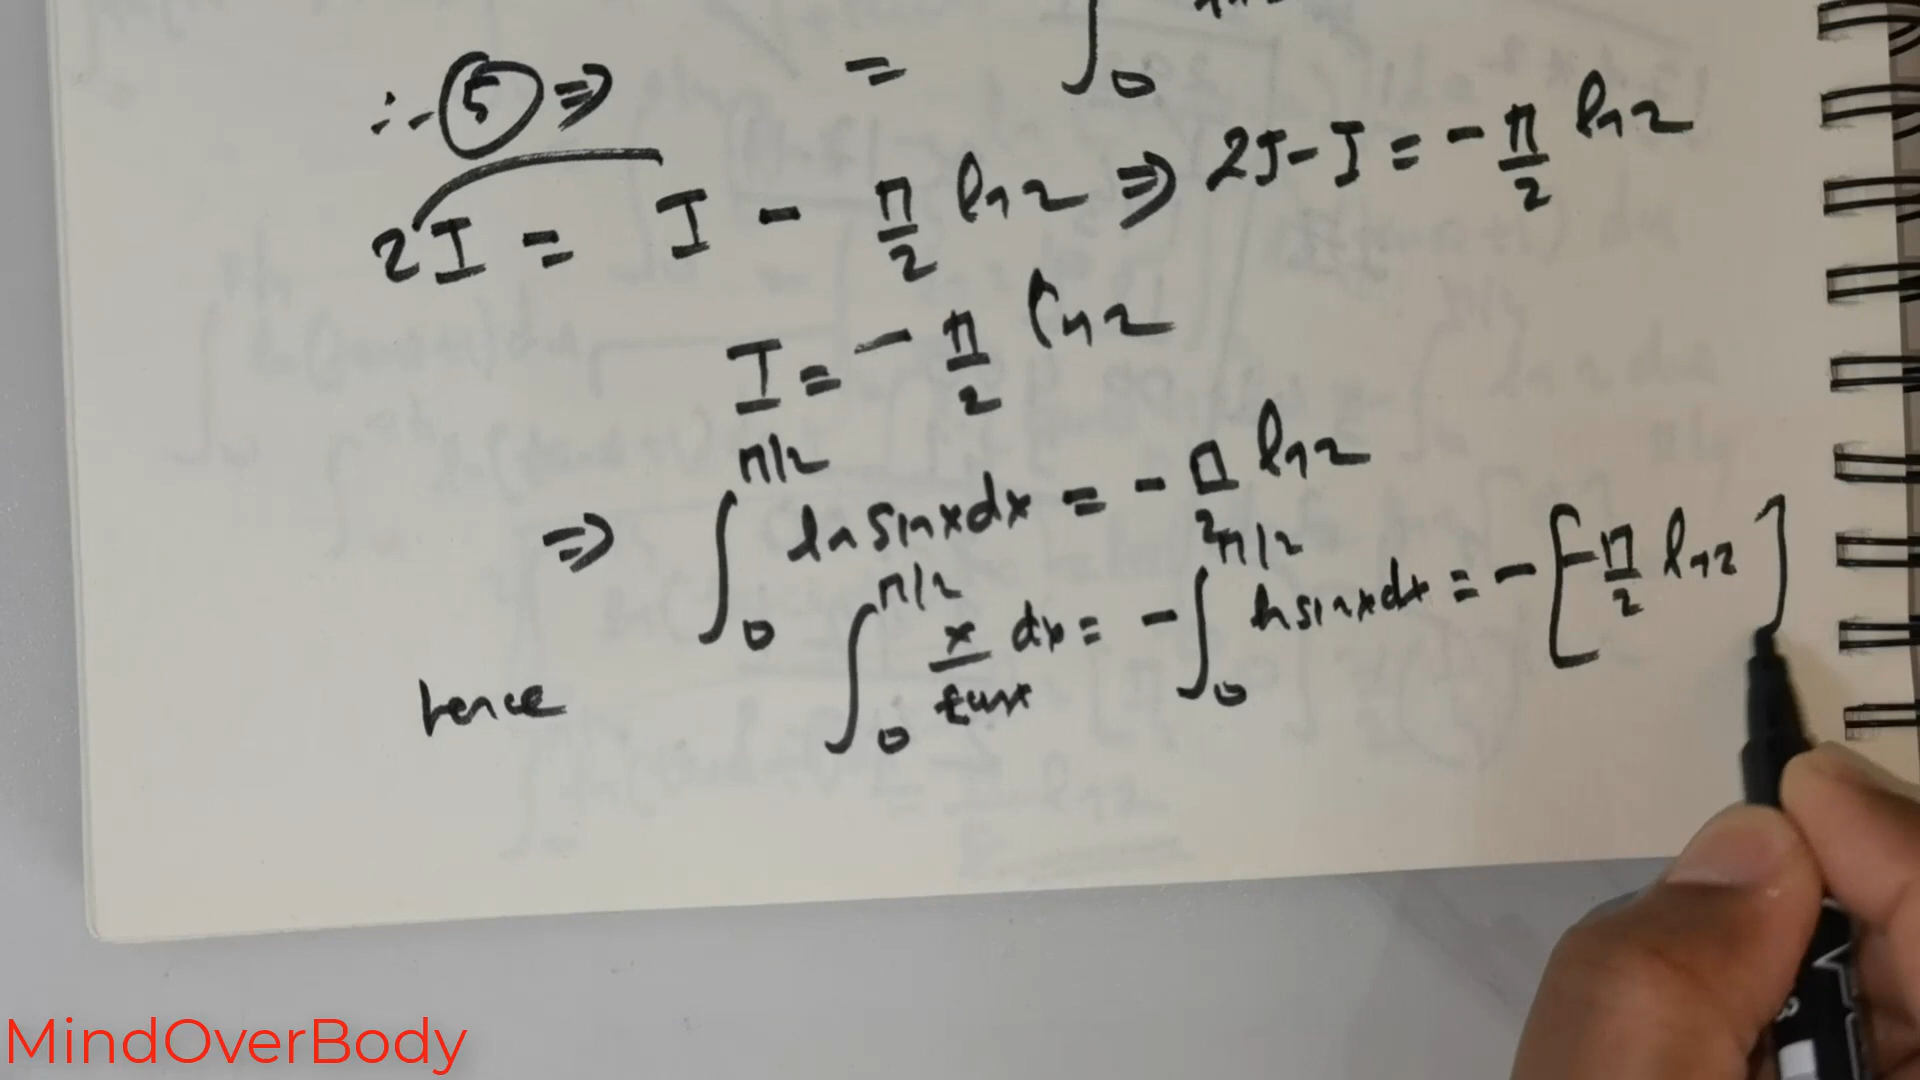 = ∫₀
∴ ⑤ ⇒
2I = I - π/2 ln2 ⇒ 2I - I = - π/2 ln2
I = - π/2 ln2
⇒ ∫₀^π/2 ln sinx dx = - π/2 ln2
hence ∫₀^π/2 x/tanx dx = - ∫₀^π/2 ln sinx dx = - [- π/2 ln2]
MindOverBody